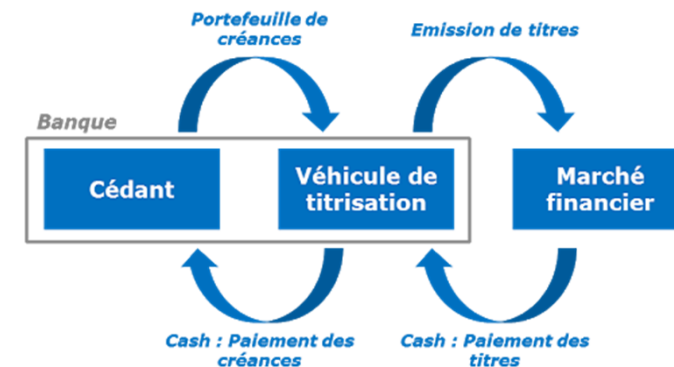 Portefeuille de
créances
Emission de titres
Banque
Cédant
Véhicule de
titrisation
Marché
financier
Cash : Paiement des
créances
Cash : Paiement des
titres